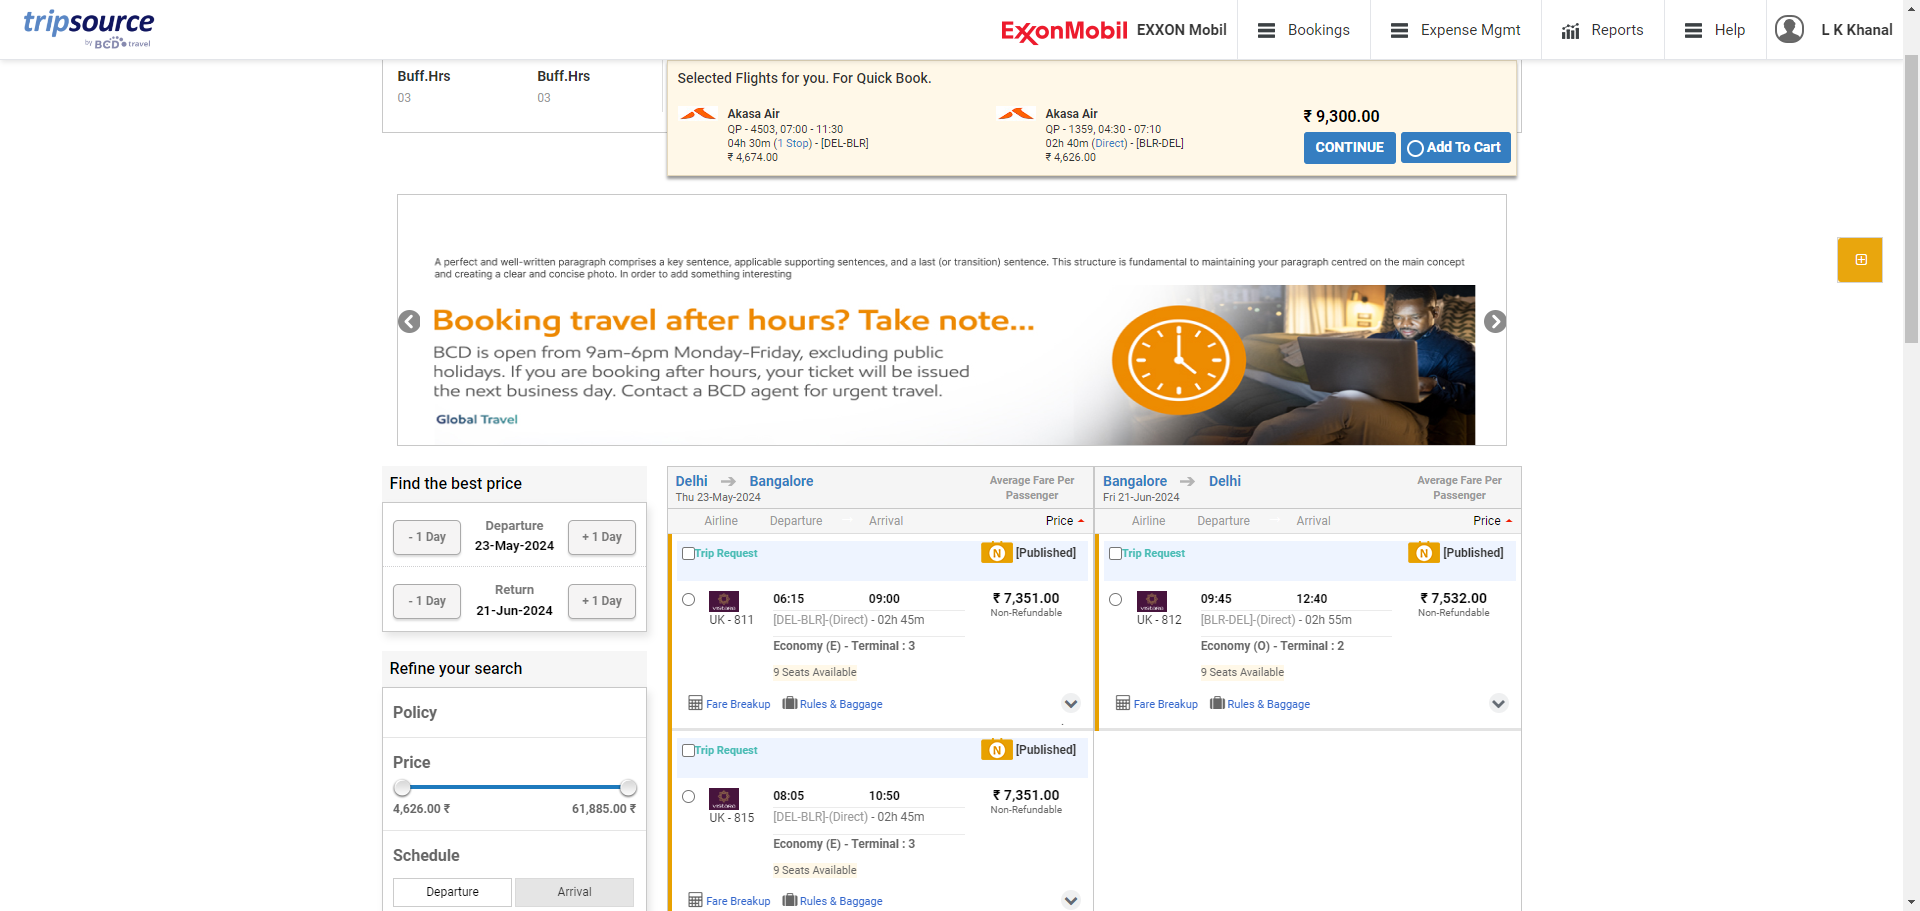 tripsource
by BCD travel
ExxonMobil EXXON Mobil
Bookings
Expense Mgmt
Reports
Help
L K Khanal
Buff.Hrs
03
Buff.Hrs
03
Selected Flights for you. For Quick Book.
Akasa Air
QP - 4503, 07:00 - 11:30
04h 30m (1 Stop) - [DEL-BLR]
₹ 4,674.00
Akasa Air
QP - 1359, 04:30 - 07:10
02h 40m (Direct) - [BLR-DEL]
₹ 4,626.00
₹ 9,300.00
CONTINUE
Add To Cart
A perfect and well-written paragraph comprises a key sentence, applicable supporting sentences, and a last (or transition) sentence. This structure is fundamental to maintaining your paragraph centred on the main concept
and creating a clear and concise photo. In order to add something interesting
Booking travel after hours? Take note...
BCD is open from 9am-6pm Monday-Friday, excluding public
holidays. If you are booking after hours, your ticket will be issued
the next business day. Contact a BCD agent for urgent travel.
Global Travel
Find the best price
- 1 Day
Departure
23-May-2024
+ 1 Day
- 1 Day
Return
21-Jun-2024
+ 1 Day
Refine your search
Policy
Price
4,626.00 ₹
61,885.00 ₹
Schedule
Departure
Arrival
Delhi Bangalore
Thu 23-May-2024
Average Fare Per
Passenger
Airline Departure Arrival Price
Trip Request
N [Published]
06:15 09:00
₹ 7,351.00
Non-Refundable
vistara
UK - 811
[DEL-BLR]-(Direct) - 02h 45m
Economy (E) - Terminal : 3
9 Seats Available
Fare Breakup Rules & Baggage
Trip Request
N [Published]
08:05 10:50
₹ 7,351.00
Non-Refundable
vistara
UK - 815
[DEL-BLR]-(Direct) - 02h 45m
Economy (E) - Terminal : 3
9 Seats Available
Fare Breakup Rules & Baggage
Bangalore Delhi
Fri 21-Jun-2024
Average Fare Per
Passenger
Airline Departure Arrival Price
Trip Request
N [Published]
09:45 12:40
₹ 7,532.00
Non-Refundable
vistara
UK - 812
[BLR-DEL]-(Direct) - 02h 55m
Economy (O) - Terminal : 2
9 Seats Available
Fare Breakup Rules & Baggage